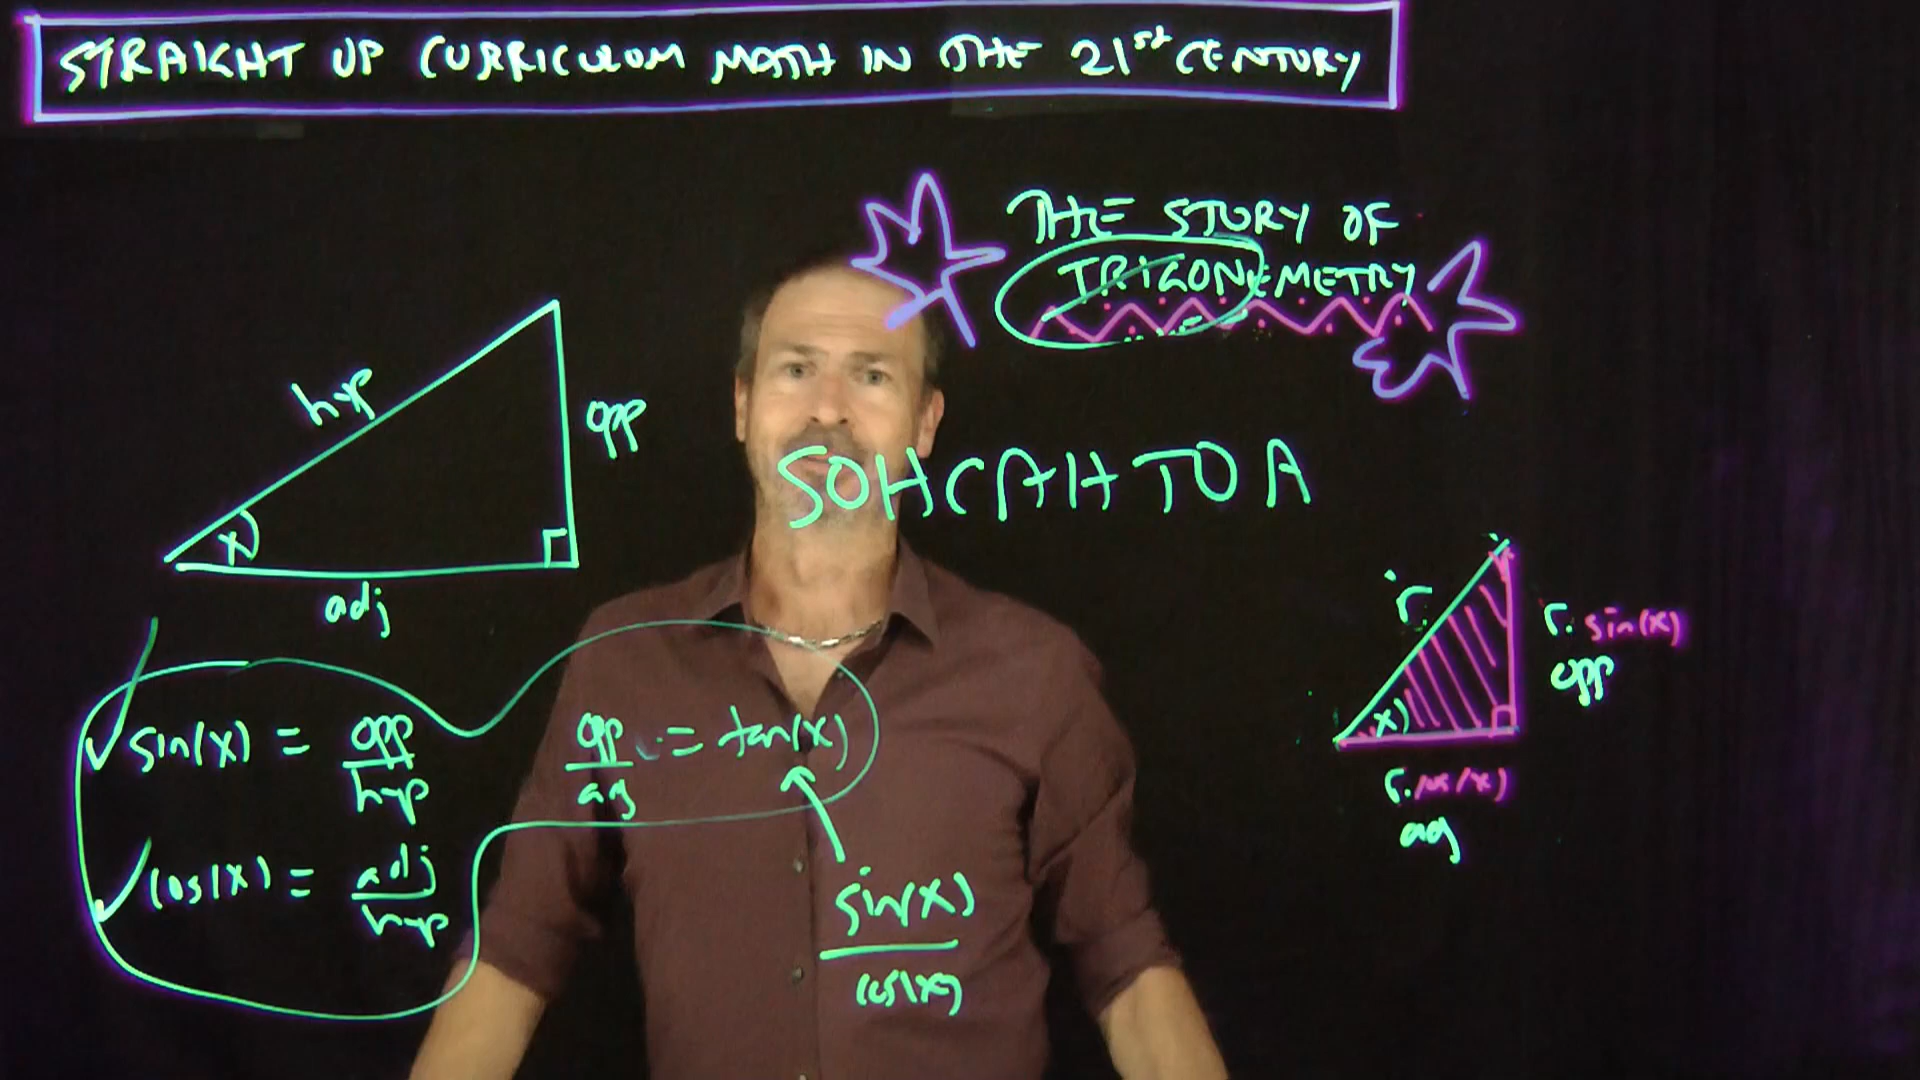 STRAIGHT UP CURRICULUM MATH IN THE 21st CENTURY
THE STORY OF
TRIGONEMETRY
SOHCAHTOA
hyp
opp
x
adj
sin(x) = opp/hyp
opp/adj = tan(x)
cos(x) = adj/hyp
sin(x)/cos(x)
r
r. sin(x)
opp
x
r. cos(x)
adj